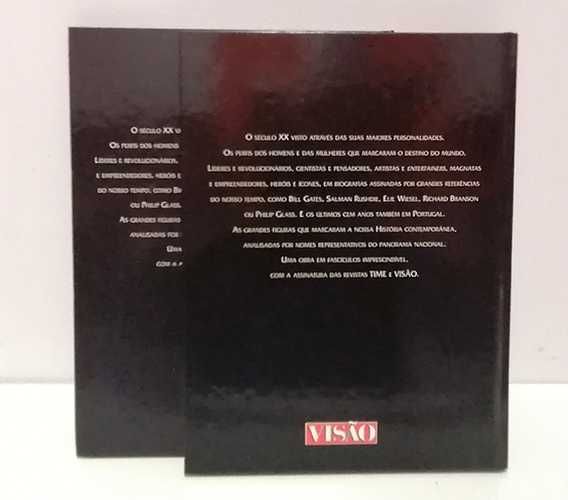 O SÉCULO XX VISTO ATRAVÉS DAS SUAS MAIORES PERSONALIDADES.
OS PERFIS DOS HOMENS E DAS MULHERES QUE MARCARAM O DESTINO DO MUNDO.
LÍDERES E REVOLUCIONÁRIOS, CIENTISTAS E PENSADORES, ARTISTAS E ENTERTAINERS, MAGNATAS
E EMPREENDEDORES, HERÓIS E ÍCONES, EM BIOGRAFIAS ASSINADAS POR GRANDES REFERÊNCIAS
DO NOSSO TEMPO, COMO BILL GATES, SALMAN RUSHDIE, ELIE WIESEL, RICHARD BRANSON
OU PHILIP GLASS. E OS ÚLTIMOS CEM ANOS TAMBÉM EM PORTUGAL.
AS GRANDES FIGURAS QUE MARCARAM A NOSSA HISTÓRIA CONTEMPORÂNEA,
ANALISADAS POR NOMES REPRESENTATIVOS DO PANORAMA NACIONAL.
UMA OBRA EM FASCÍCULOS IMPRESCINDÍVEL.
COM A ASSINATURA DAS REVISTAS TIME E VISÃO.
VISÃO
O SÉCULO XX
OS PERFIS DOS HOMENS
LÍDERES E REVOLUCIONÁRIOS,
E EMPREENDEDORES, HERÓIS E
DO NOSSO TEMPO, COMO
OU PHILIP GLASS.
AS GRANDES FIGURAS
ANALISADAS POR
UMA
COM A